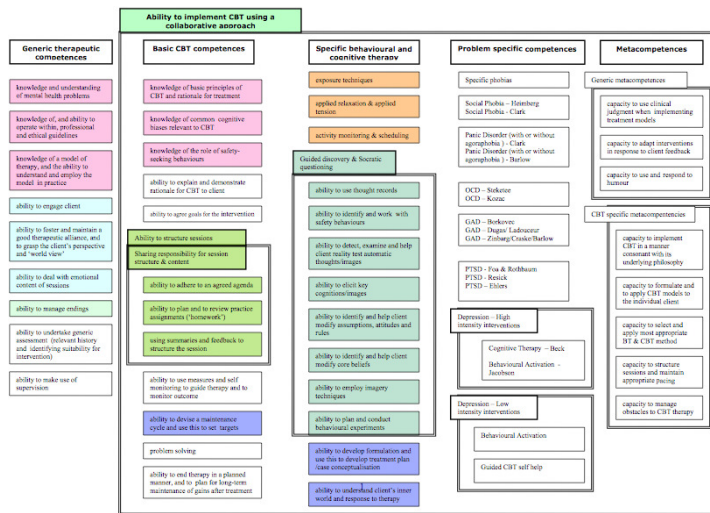 Ability to implement CBT using a
collaborative approach
Generic therapeutic
competences
knowledge and understanding
of mental health problems
knowledge of, and ability to
operate within, professional
and ethical guidelines
knowledge of a model of
therapy, and the ability to
understand and employ
the model in practice
ability to engage client
ability to foster and maintain a
good therapeutic alliance, and
to grasp the client's perspective
and 'world view'
ability to deal with emotional
content of sessions
ability to manage endings
ability to undertake generic
assessment (relevant history
and identifying suitability for
intervention)
ability to make use of
supervision
Basic CBT competences
knowledge of basic principles of
CBT and rationale for treatment
knowledge of common cognitive
biases relevant to CBT
knowledge of the role of safety-
seeking behaviours
ability to explain and demonstrate
rationale for CBT to client
ability to agree goals for the intervention
Ability to structure sessions
Sharing responsibility for session
structure & content
ability to adhere to an agreed agenda
ability to plan and to review practice
assignments ('homework')
using summaries and feedback to
structure the session
ability to use measures and self
monitoring to guide therapy and to
monitor outcome
ability to devise a maintenance
cycle and use this to set targets
problem solving
ability to end therapy in a planned
manner, and to plan for long-term
maintenance of gains after treatment
Specific behavioural and
cognitive therapy
exposure techniques
applied relaxation & applied
tension
activity monitoring & scheduling
Guided discovery & Socratic
questioning
ability to use thought records
ability to identify and work with
safety behaviours
ability to detect, examine and help
client reality test automatic
thoughts/images
ability to elicit key
cognitions/images
ability to identify and help client
modify assumptions, attitudes and
rules
ability to identify and help client
modify core beliefs
ability to employ imagery
techniques
ability to plan and conduct
behavioural experiments
ability to develop formulation and
use this to develop treatment plan
/case conceptualisation
ability to understand client's inner
world and response to therapy
Problem specific competences
Specific phobias
Social Phobia – Heimberg
Social Phobia - Clark
Panic Disorder (with or without
agoraphobia ) - Clark
Panic Disorder (with or without
agoraphobia ) - Barlow
OCD – Steketee
OCD – Kozac
GAD – Borkovec
GAD – Dugas/ Ladouceur
GAD – Zinbarg/Craske/Barlow
PTSD - Foa & Rothbaum
PTSD - Resick
PTSD – Ehlers
Depression – High
intensity interventions
Cognitive Therapy – Beck
Behavioural Activation -
Jacobson
Depression – Low
intensity interventions
Behavioural Activation
Guided CBT self help
Metacompetences
Generic metacompetences
capacity to use clinical
judgment when implementing
treatment models
capacity to adapt interventions
in response to client feedback
capacity to use and respond to
humour
CBT specific metacompetencies
capacity to implement
CBT in a manner
consonant with its
underlying philosophy
capacity to formulate and
to apply CBT models to
the individual client
capacity to select and
apply most appropriate
BT & CBT method
capacity to structure
sessions and maintain
appropriate pacing
capacity to manage
obstacles to CBT therapy